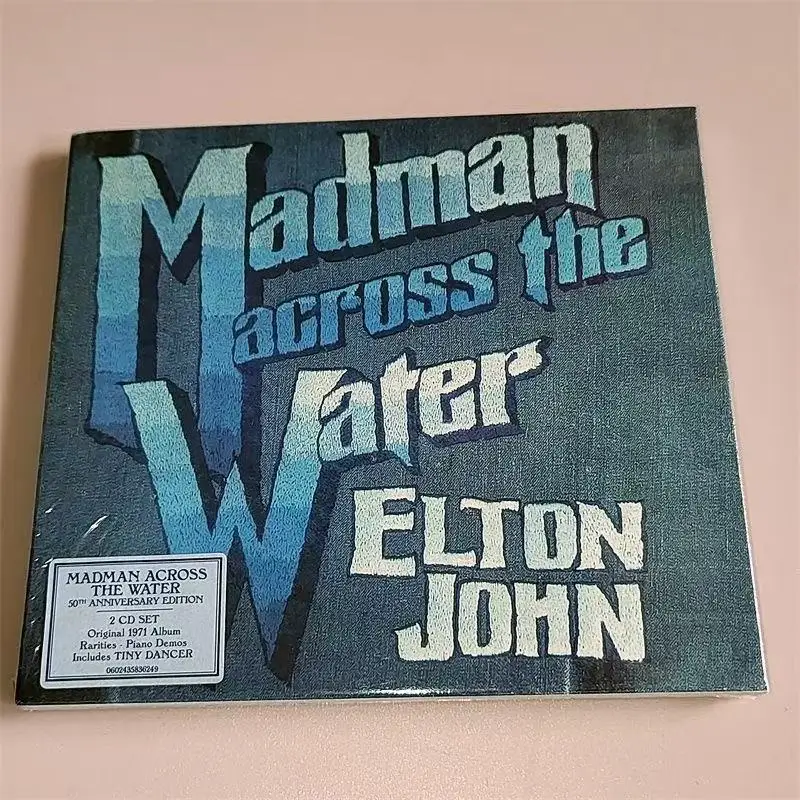 Madman
across the
Water
ELTON
JOHN
MADMAN ACROSS
THE WATER
50TH ANNIVERSARY EDITION
2 CD SET
Original 1971 Album
Rarities - Piano Demos
Includes TINY DANCER
0602435836249